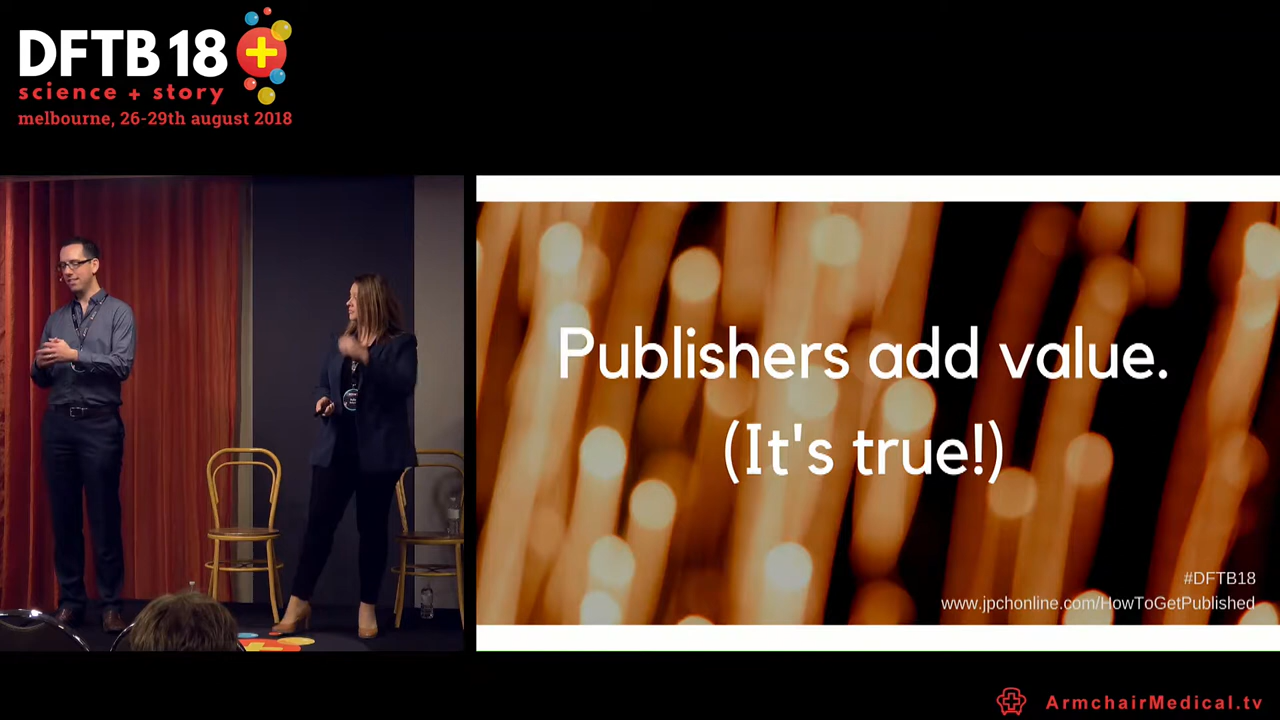 DFTB 18
science + story
melbourne, 26-29th august 2018
Publishers add value.
(It's true!)
#DFTB18
www.jpchonline.com/HowToGetPublished
ArmchairMedical.tv